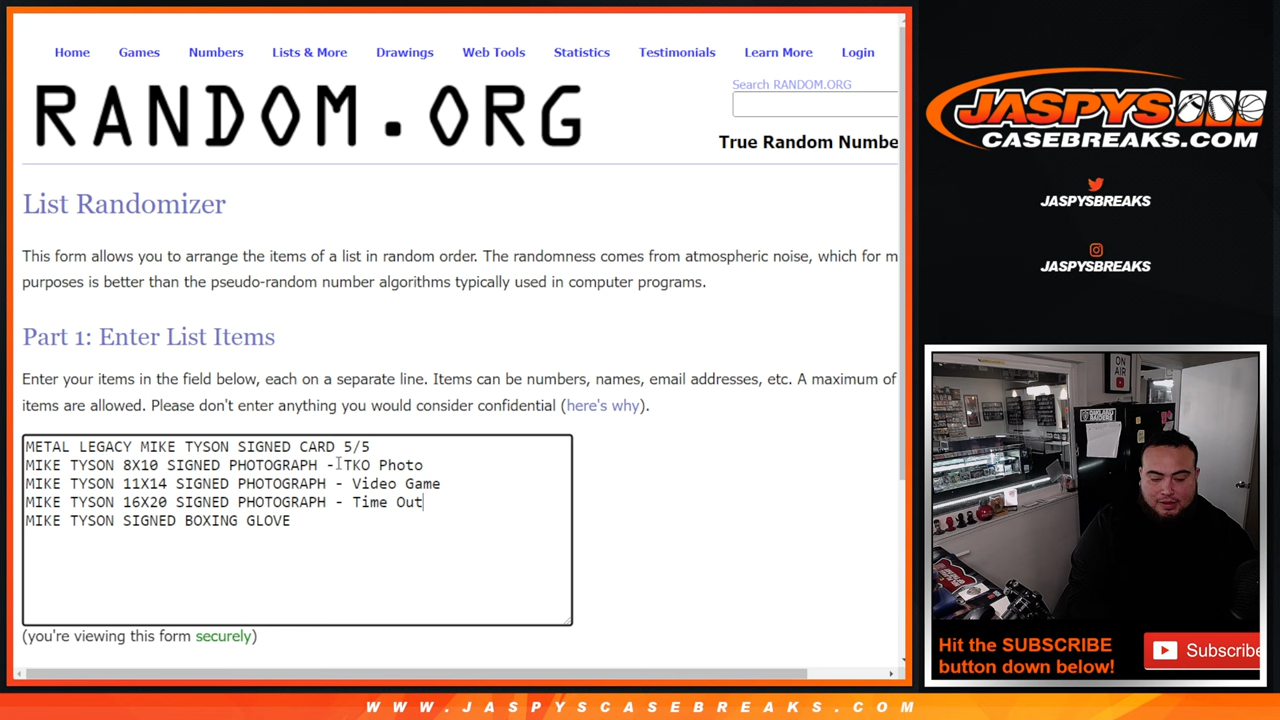 Home Games Numbers Lists & More Drawings Web Tools Statistics Testimonials Learn More Login
RANDOM.ORG
Search RANDOM.ORG
True Random Numbe
List Randomizer
This form allows you to arrange the items of a list in random order. The randomness comes from atmospheric noise, which for m
purposes is better than the pseudo-random number algorithms typically used in computer programs.
Part 1: Enter List Items
Enter your items in the field below, each on a separate line. Items can be numbers, names, email addresses, etc. A maximum of
items are allowed. Please don't enter anything you would consider confidential (here's why).
METAL LEGACY MIKE TYSON SIGNED CARD 5/5
MIKE TYSON 8X10 SIGNED PHOTOGRAPH - TKO Photo
MIKE TYSON 11X14 SIGNED PHOTOGRAPH - Video Game
MIKE TYSON 16X20 SIGNED PHOTOGRAPH - Time Out
MIKE TYSON SIGNED BOXING GLOVE
(you're viewing this form securely)
JASPYS
CASEBREAKS.COM
JASPYSBREAKS
JASPYSBREAKS
ON
AIR
Hit the SUBSCRIBE
button down below!
Subscribe
WWW.JASPYSCASEBREAKS.COM